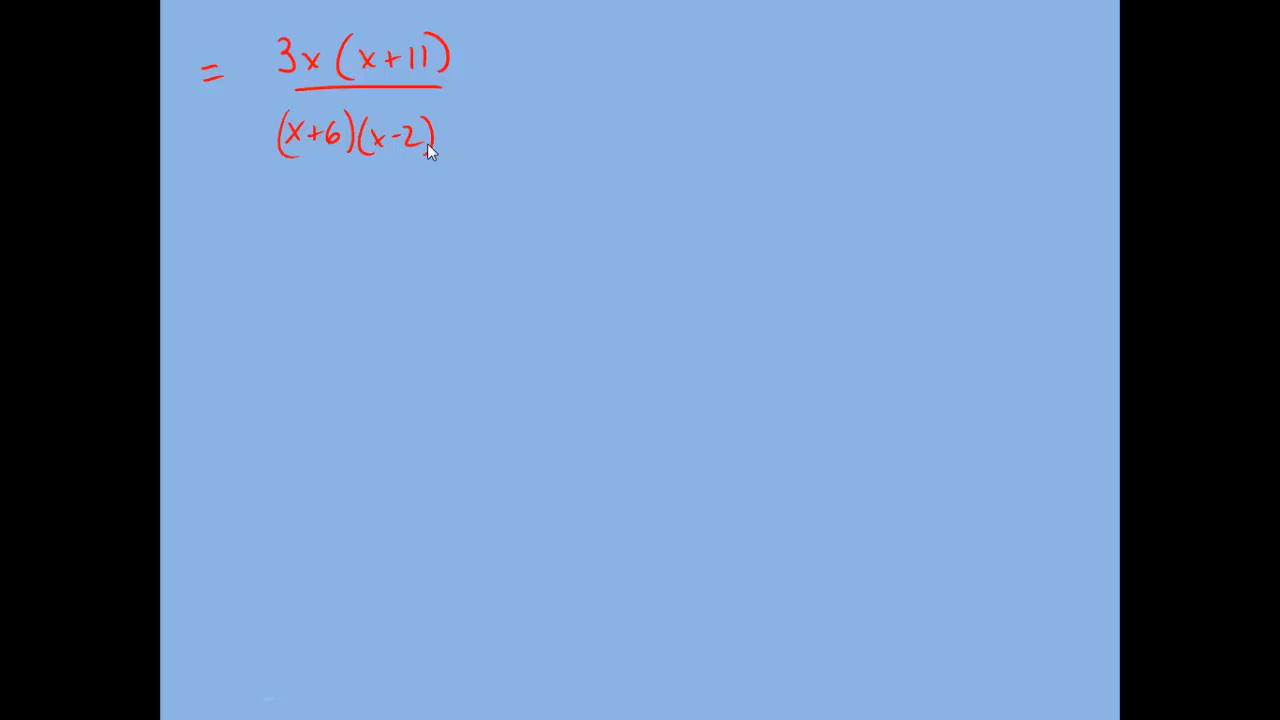 = 3x(x+11)
(x+6)(x-2)